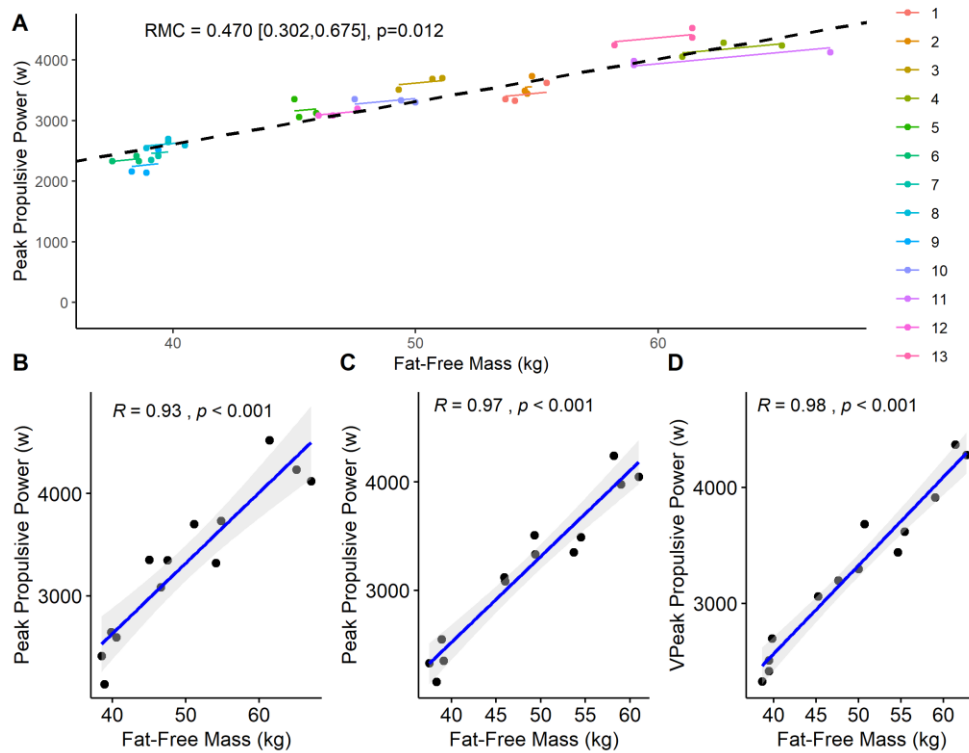 A
RMC = 0.470 [0.302,0.675], p=0.012
Peak Propulsive Power (w)
4000
3000
2000
1000
0
40
50
60
Fat-Free Mass (kg)
1
2
3
4
5
6
7
8
9
10
11
12
13
B
R = 0.93 , p < 0.001
Peak Propulsive Power (w)
4000
3000
40
45
50
55
60
Fat-Free Mass (kg)
C
R = 0.97 , p < 0.001
Peak Propulsive Power (w)
4000
3000
40
45
50
55
60
Fat-Free Mass (kg)
D
R = 0.98 , p < 0.001
VPeak Propulsive Power (w)
4000
3000
40
45
50
55
60
Fat-Free Mass (kg)